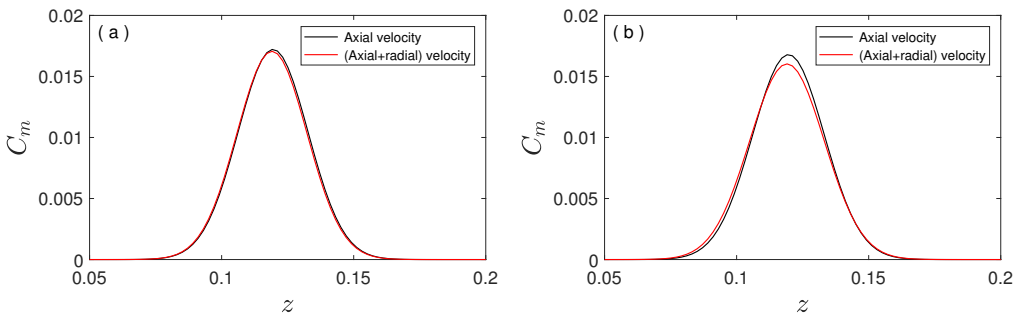 ( a )
Axial velocity
(Axial+radial) velocity
0.02
0.015
0.01
0.005
0
C_m
0.05
0.1
0.15
0.2
z
( b )
Axial velocity
(Axial+radial) velocity
0.02
0.015
0.01
0.005
0
C_m
0.05
0.1
0.15
0.2
z